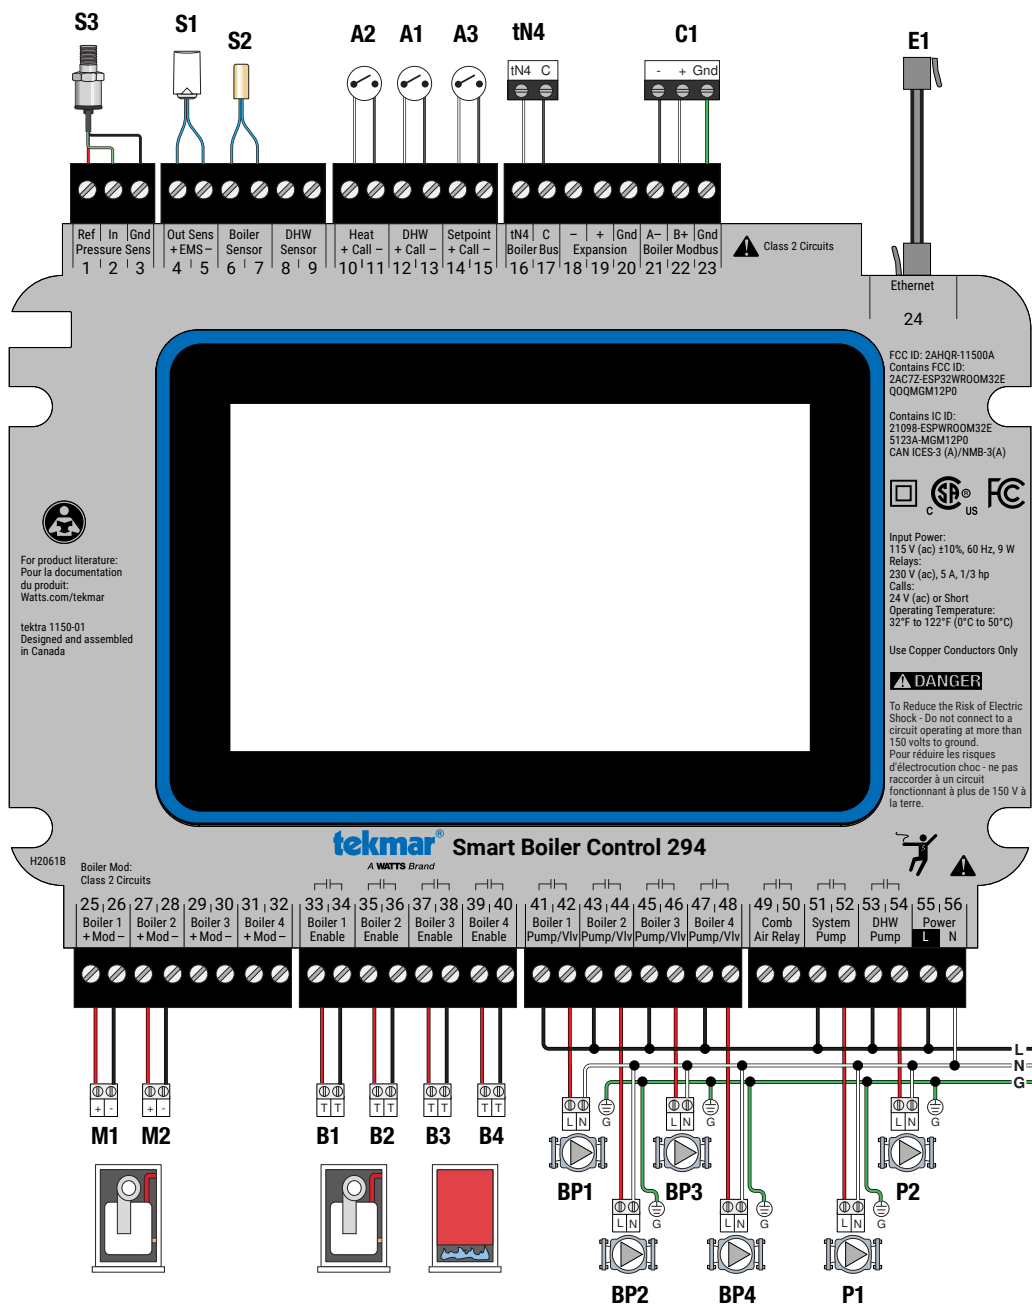 S3 S1 S2 A2 A1 A3 tN4 C1 E1
tN4 C - + Gnd
Ref In Gnd Out Sens Boiler DHW Heat DHW Setpoint tN4 C – + Gnd A– B+ Gnd
Pressure Sens + EMS – Sensor Sensor + Call – + Call – + Call – Boiler Bus Expansion Boiler Modbus
1 2 3 4 5 6 7 8 9 10 11 12 13 14 15 16 17 18 19 20 21 22 23
Class 2 Circuits
Ethernet
24
FCC ID: 2AHQR-11500A
Contains FCC ID:
2AC7Z-ESP32WROOM32E
QOQMGM12P0
Contains IC ID:
21098-ESPWROOM32E
5123A-MGM12P0
CAN ICES-3 (A)/NMB-3(A)
C SA ® US FC
Input Power:
115 V (ac) ±10%, 60 Hz, 9 W
Relays:
230 V (ac), 5 A, 1/3 hp
Calls:
24 V (ac) or Short
Operating Temperature:
32°F to 122°F (0°C to 50°C)
Use Copper Conductors Only
DANGER
To Reduce the Risk of Electric
Shock - Do not connect to a
circuit operating at more than
150 volts to ground.
Pour réduire les risques
d'électrocution choc - ne pas
raccorder à un circuit
fonctionnant à plus de 150 V à
la terre.
For product literature:
Pour la documentation
du produit:
Watts.com/tekmar
tektra 1150-01
Designed and assembled
in Canada
tekmar® Smart Boiler Control 294
A WATTS Brand
H2061B
Boiler Mod:
Class 2 Circuits
25 26 27 28 29 30 31 32 33 34 35 36 37 38 39 40 41 42 43 44 45 46 47 48 49 50 51 52 53 54 55 56
Boiler 1 Boiler 2 Boiler 3 Boiler 4 Boiler 1 Boiler 2 Boiler 3 Boiler 4 Boiler 1 Boiler 2 Boiler 3 Boiler 4 Comb System DHW Power
+ Mod – + Mod – + Mod – + Mod – Enable Enable Enable Enable Pump/Vlv Pump/Vlv Pump/Vlv Pump/Vlv Air Relay Pump Pump L N
L
N
G
+ - + - T T T T T T T T L N G L N G L N G
M1 M2 B1 B2 B3 B4 BP1 BP3 P2
L N G L N G L N
BP2 BP4 P1